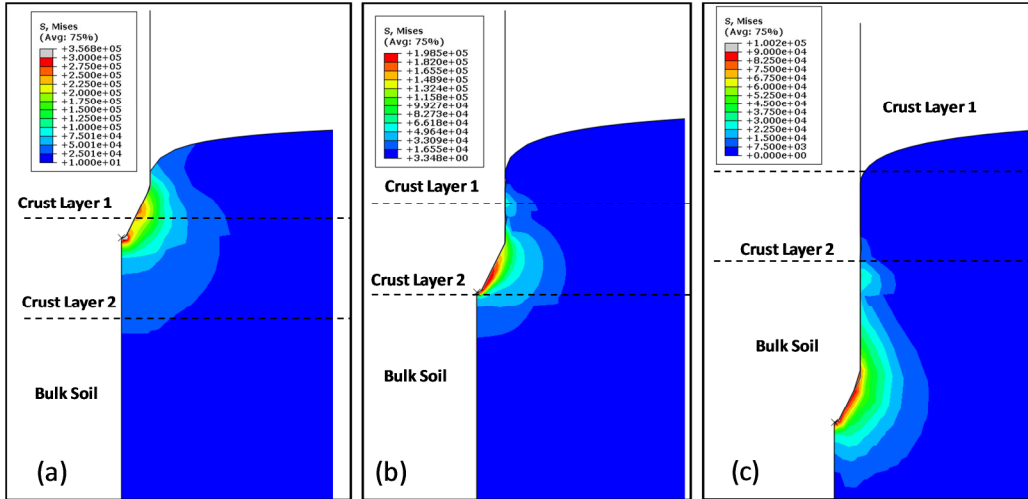 S, Mises
(Avg: 75%)
+3.568e+05
+3.000e+05
+2.750e+05
+2.500e+05
+2.250e+05
+2.000e+05
+1.750e+05
+1.500e+05
+1.250e+05
+1.000e+05
+7.501e+04
+5.001e+04
+2.501e+04
+1.000e+01
Crust Layer 1
Crust Layer 2
Bulk Soil
(a)
S, Mises
(Avg: 75%)
+1.985e+05
+1.820e+05
+1.655e+05
+1.489e+05
+1.324e+05
+1.158e+05
+9.927e+04
+8.273e+04
+6.618e+04
+4.964e+04
+3.309e+04
+1.655e+04
+3.348e+00
Crust Layer 1
Crust Layer 2
Bulk Soil
(b)
S, Mises
(Avg: 75%)
+1.002e+05
+9.000e+04
+8.250e+04
+7.500e+04
+6.750e+04
+6.000e+04
+5.250e+04
+4.500e+04
+3.750e+04
+3.000e+04
+2.250e+04
+1.500e+04
+7.500e+03
+0.000e+00
Crust Layer 1
Crust Layer 2
Bulk Soil
(c)